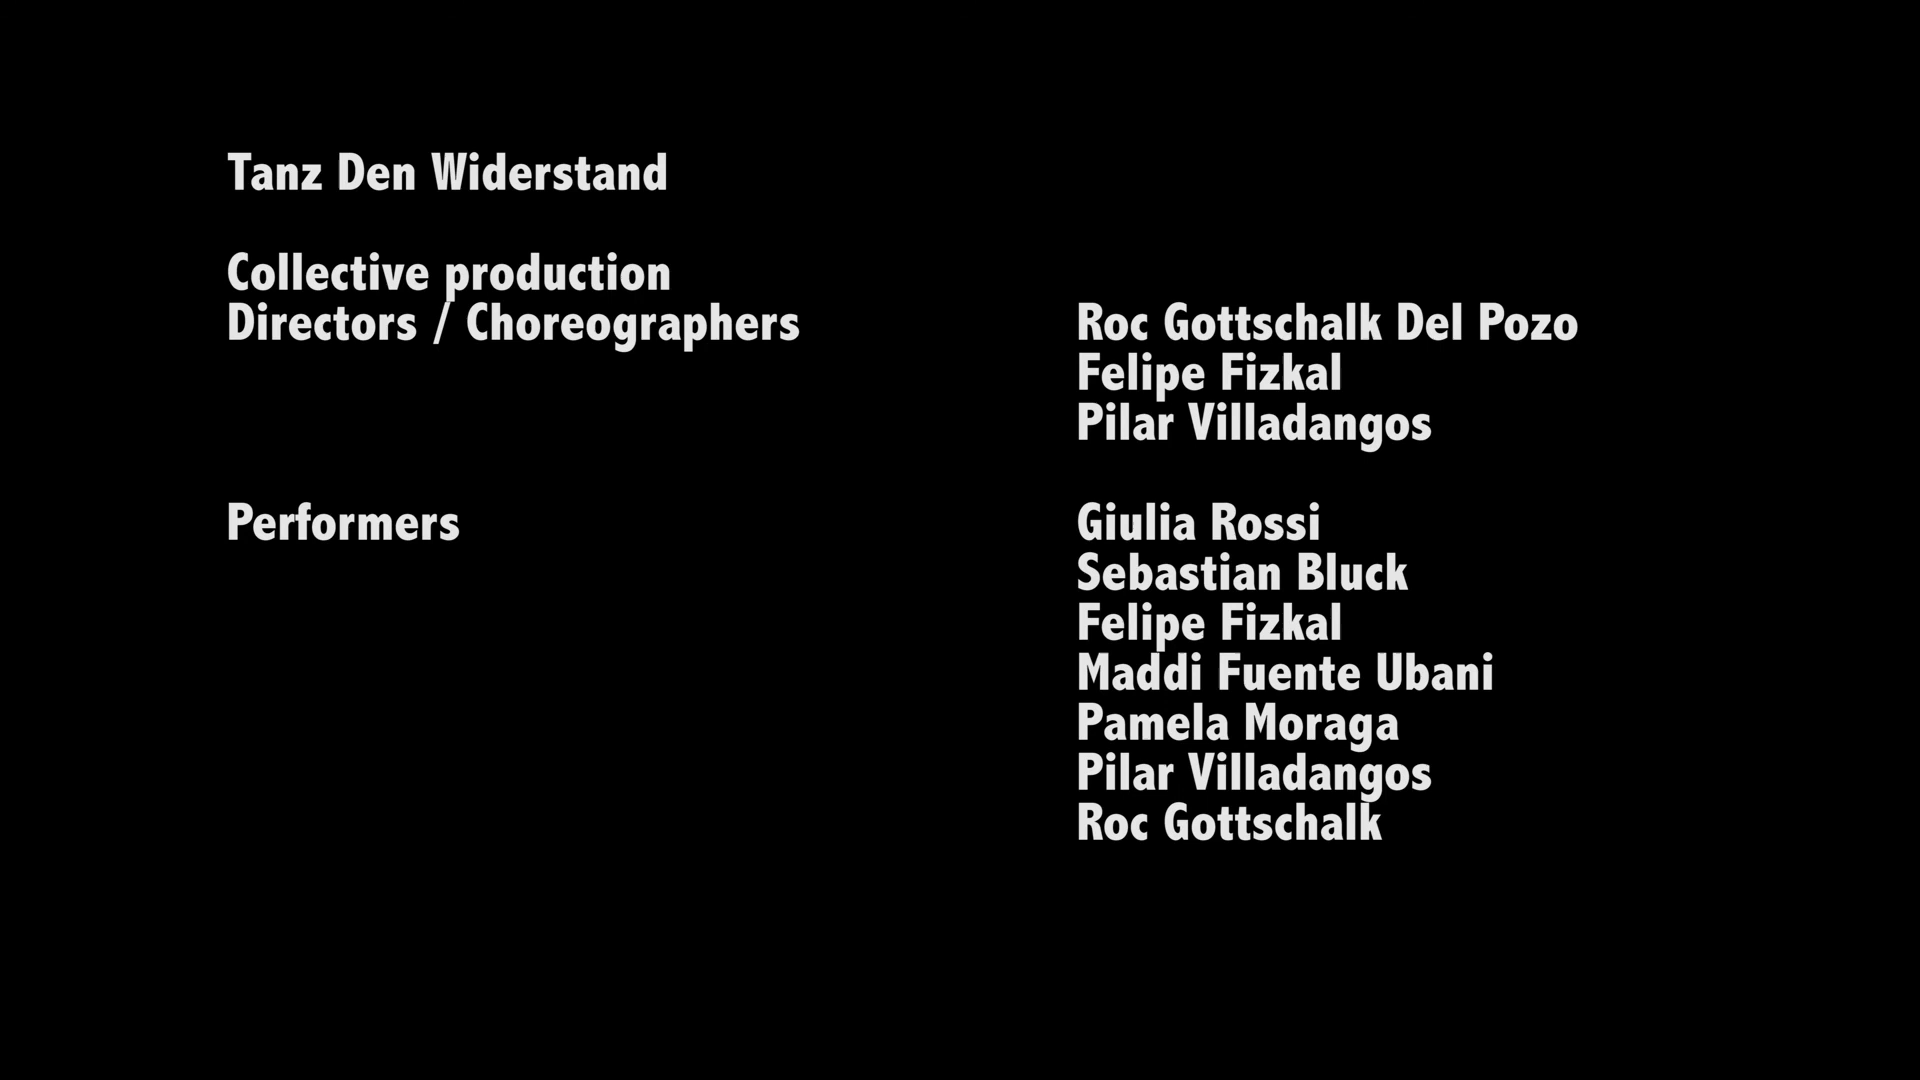 Tanz Den Widerstand
Collective production
Directors / Choreographers
Roc Gottschalk Del Pozo
Felipe Fizkal
Pilar Villadangos
Performers
Giulia Rossi
Sebastian Bluck
Felipe Fizkal
Maddi Fuente Ubani
Pamela Moraga
Pilar Villadangos
Roc Gottschalk